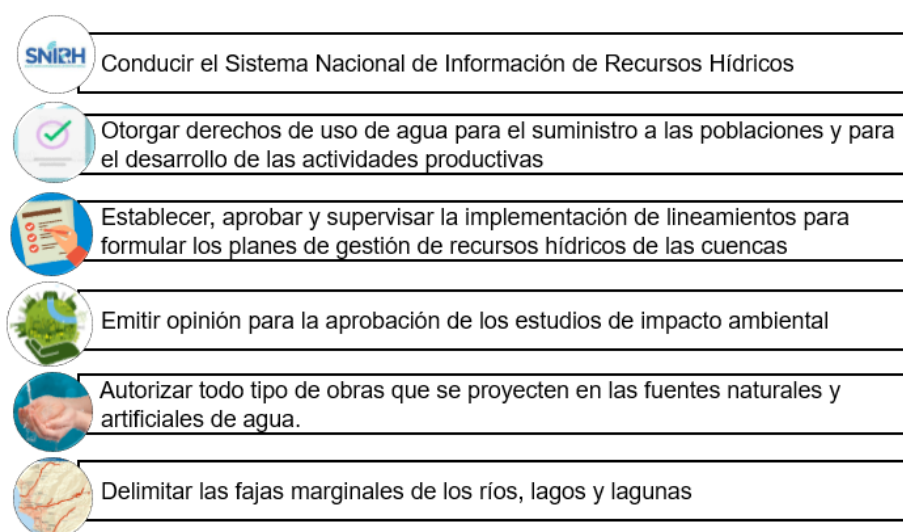 SNIRH
Conducir el Sistema Nacional de Información de Recursos Hídricos
Otorgar derechos de uso de agua para el suministro a las poblaciones y para
el desarrollo de las actividades productivas
Establecer, aprobar y supervisar la implementación de lineamientos para
formular los planes de gestión de recursos hídricos de las cuencas
Emitir opinión para la aprobación de los estudios de impacto ambiental
Autorizar todo tipo de obras que se proyecten en las fuentes naturales y
artificiales de agua.
Delimitar las fajas marginales de los ríos, lagos y lagunas